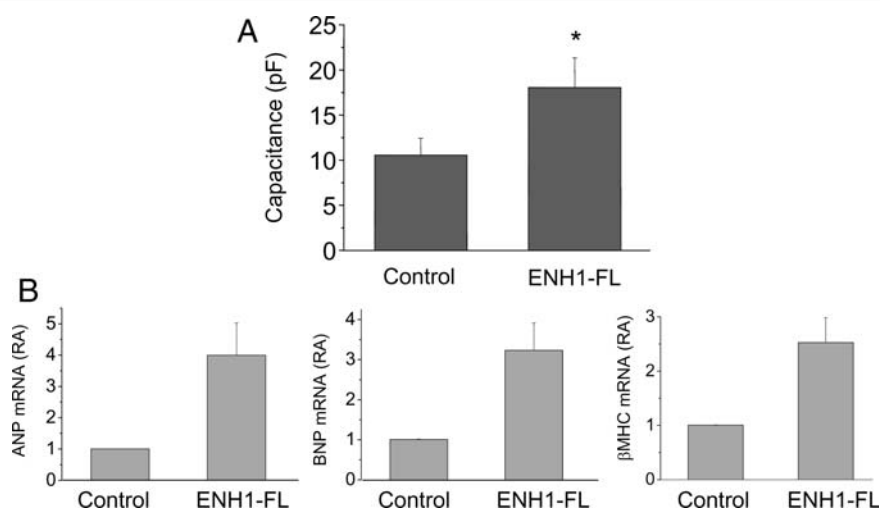 A
Capacitance (pF)
25
20
15
10
5
0
*
Control ENH1-FL
B
ANP mRNA (RA)
5
4
3
2
1
0
Control ENH1-FL
BNP mRNA (RA)
4
3
2
1
0
Control ENH1-FL
βMHC mRNA (RA)
3
2
1
0
Control ENH1-FL